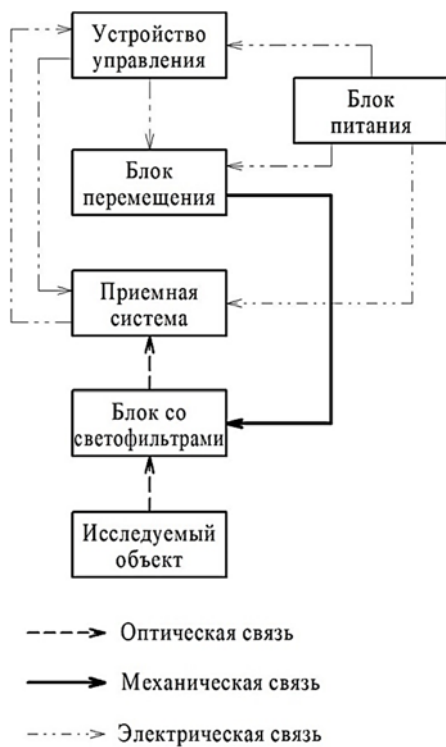 Устройство
управления
Блок
питания
Блок
перемещения
Приемная
система
Блок со
светофильтрами
Исследуемый
объект
Оптическая связь
Механическая связь
Электрическая связь